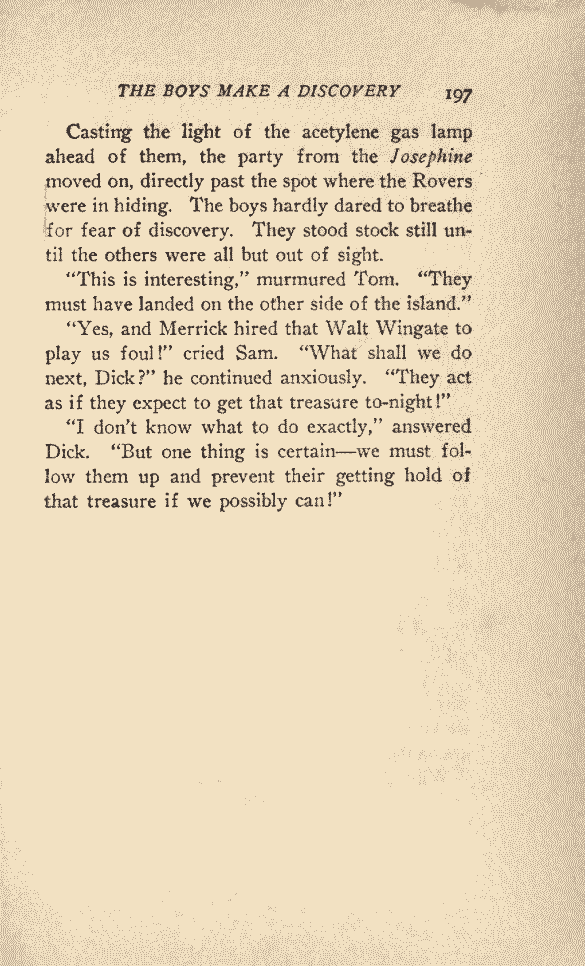 THE BOYS MAKE A DISCOVERY 197
Casting the light of the acetylene gas lamp
ahead of them, the party from the Josephine
moved on, directly past the spot where the Rovers
were in hiding. The boys hardly dared to breathe
for fear of discovery. They stood stock still un-
til the others were all but out of sight.
“This is interesting,” murmured Tom. “They
must have landed on the other side of the island.”
“Yes, and Merrick hired that Walt Wingate to
play us foul!” cried Sam. “What shall we do
next, Dick?” he continued anxiously. “They act
as if they expect to get that treasure to-night!”
“I don’t know what to do exactly,” answered
Dick. “But one thing is certain—we must fol-
low them up and prevent their getting hold of
that treasure if we possibly can!”